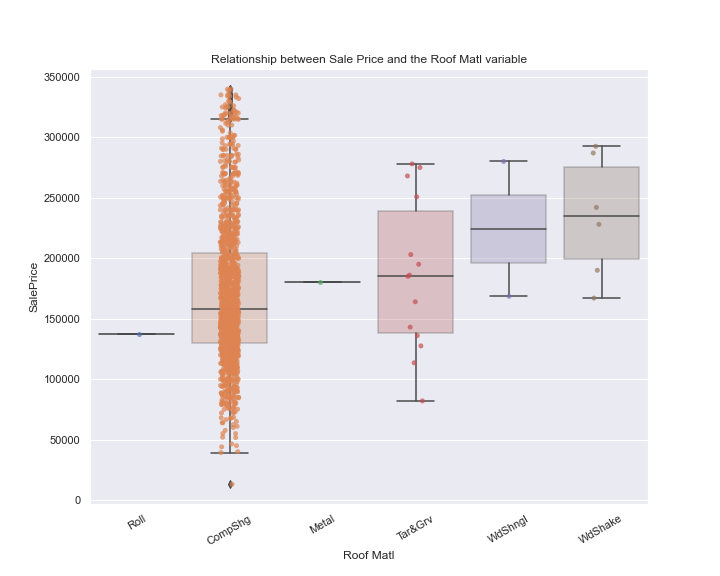 Relationship between Sale Price and the Roof Matl variable
350000
300000
250000
200000
150000
100000
50000
0
SalePrice
Roll
CompShg
Metal
Tar&Grv
WdShngl
WdShake
Roof Matl